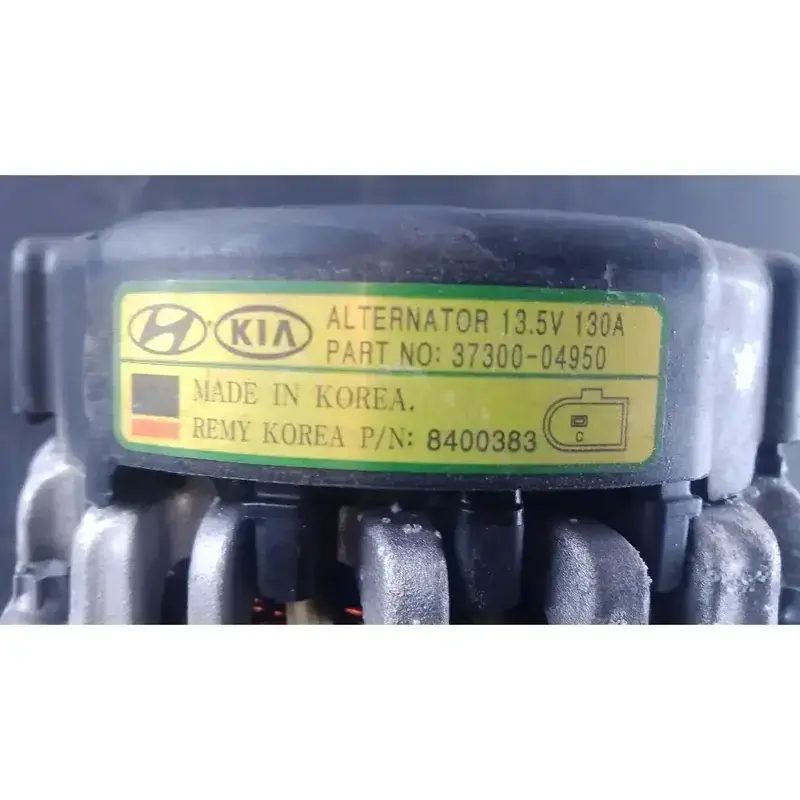 KIA
ALTERNATOR 13.5V 130A
PART NO: 37300-04950
MADE IN KOREA.
REMY KOREA P/N: 8400383
C